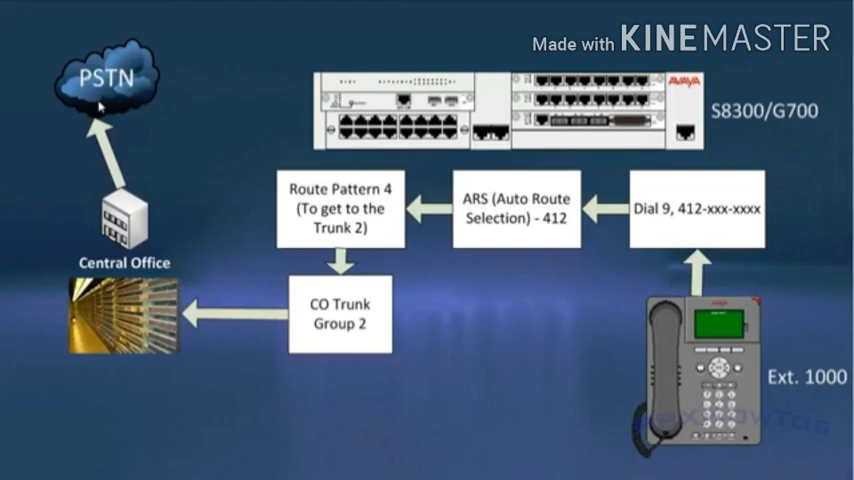 Made with KINEMASTER
PSTN
AVAYA
S8300/G700
Route Pattern 4
(To get to the
Trunk 2)
ARS (Auto Route
Selection) - 412
Dial 9, 412-xxx-xxxx
Central Office
CO Trunk
Group 2
Ext. 1000